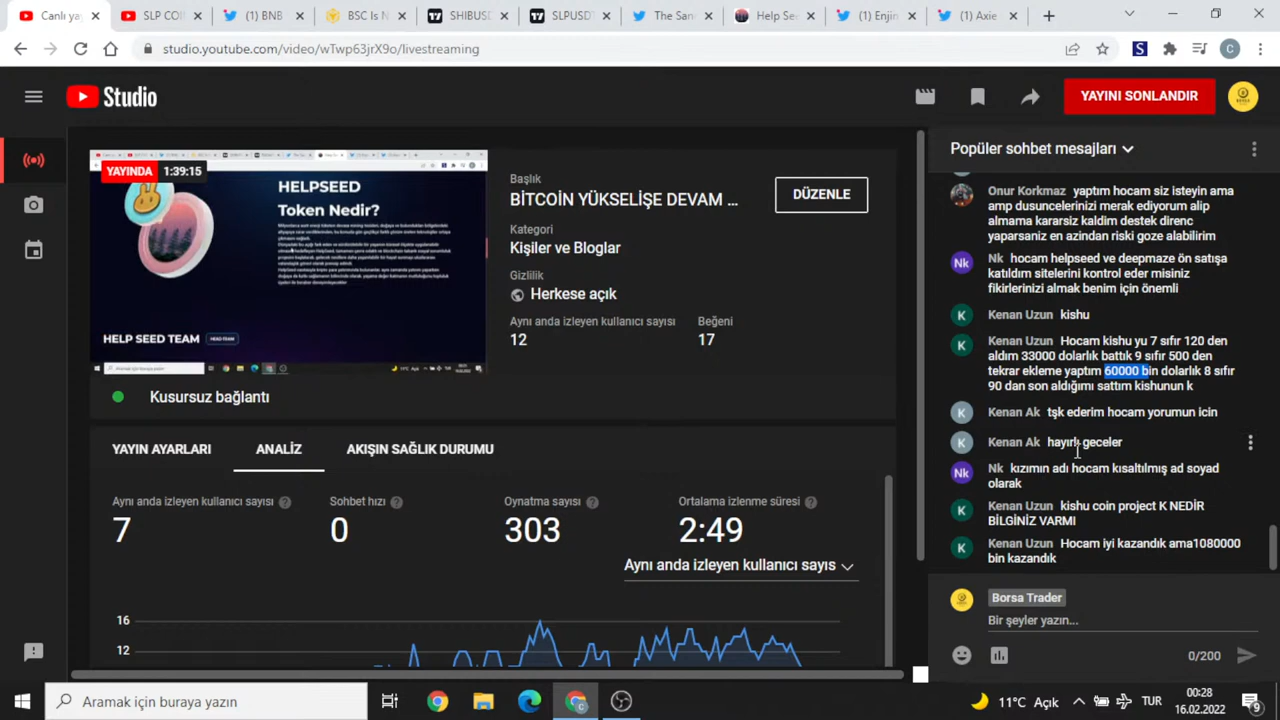 Canlı ya
SLP CO
(1) BNB
BSC Is N
SHIBUSD
SLPUSDT
The San
Help See
(1) Enjin
(1) Axie
studio.youtube.com/video/wTwp63jrX9o/livestreaming
S
C
Studio
YAYINI SONLANDIR
YAYINDA 1:39:15
HELPSEED
Token Nedir?
HELP SEED TEAM
Başlık
BİTCOİN YÜKSELİŞE DEVAM ...
DÜZENLE
Kategori
Kişiler ve Bloglar
Gizlilik
Herkese açık
Aynı anda izleyen kullanıcı sayısı
Beğeni
12
17
Kusursuz bağlantı
YAYIN AYARLARI
ANALİZ
AKIŞIN SAĞLIK DURUMU
Aynı anda izleyen kullanıcı sayısı
Sohbet hızı
Oynatma sayısı
Ortalama izlenme süresi
7
0
303
2:49
Aynı anda izleyen kullanıcı sayıs
16
12
Popüler sohbet mesajları
Onur Korkmaz yaptım hocam siz isteyin ama
amp dusuncelerinizi merak ediyorum alip
almama kararsiz kaldim destek direnc
yaparsaniz en azindan riski goze alabilirim
Nk
Nk hocam helpseed ve deepmaze ön satışa
katıldım sitelerini kontrol eder misiniz
fikirlerinizi almak benim için önemli
K
Kenan Uzun kishu
K
Kenan Uzun Hocam kishu yu 7 sıfır 120 den
aldım 33000 dolarlık battık 9 sıfır 500 den
tekrar ekleme yaptım 60000 bin dolarlık 8 sıfır
90 dan son aldığımı sattım kishunun k
K
Kenan Ak tşk ederim hocam yorumun icin
K
Kenan Ak hayırlı geceler
Nk
Nk kızımın adı hocam kısaltılmış ad soyad
olarak
K
Kenan Uzun kishu coin project K NEDİR
BİLGİNİZ VARMI
K
Kenan Uzun Hocam iyi kazandık ama1080000
bin kazandık
Borsa Trader
Bir şeyler yazın...
0/200
Aramak için buraya yazın
11°C Açık
TUR
00:28
16.02.2022
9